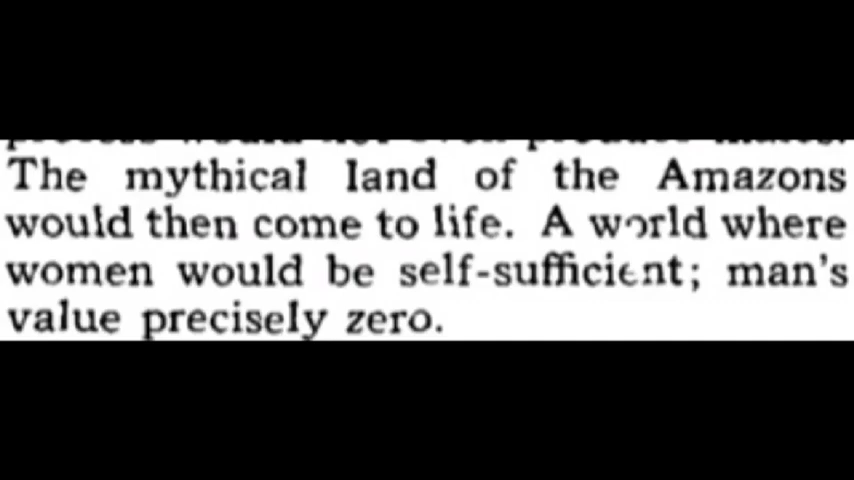 The mythical land of the Amazons
would then come to life. A world where
women would be self-sufficient; man's
value precisely zero.